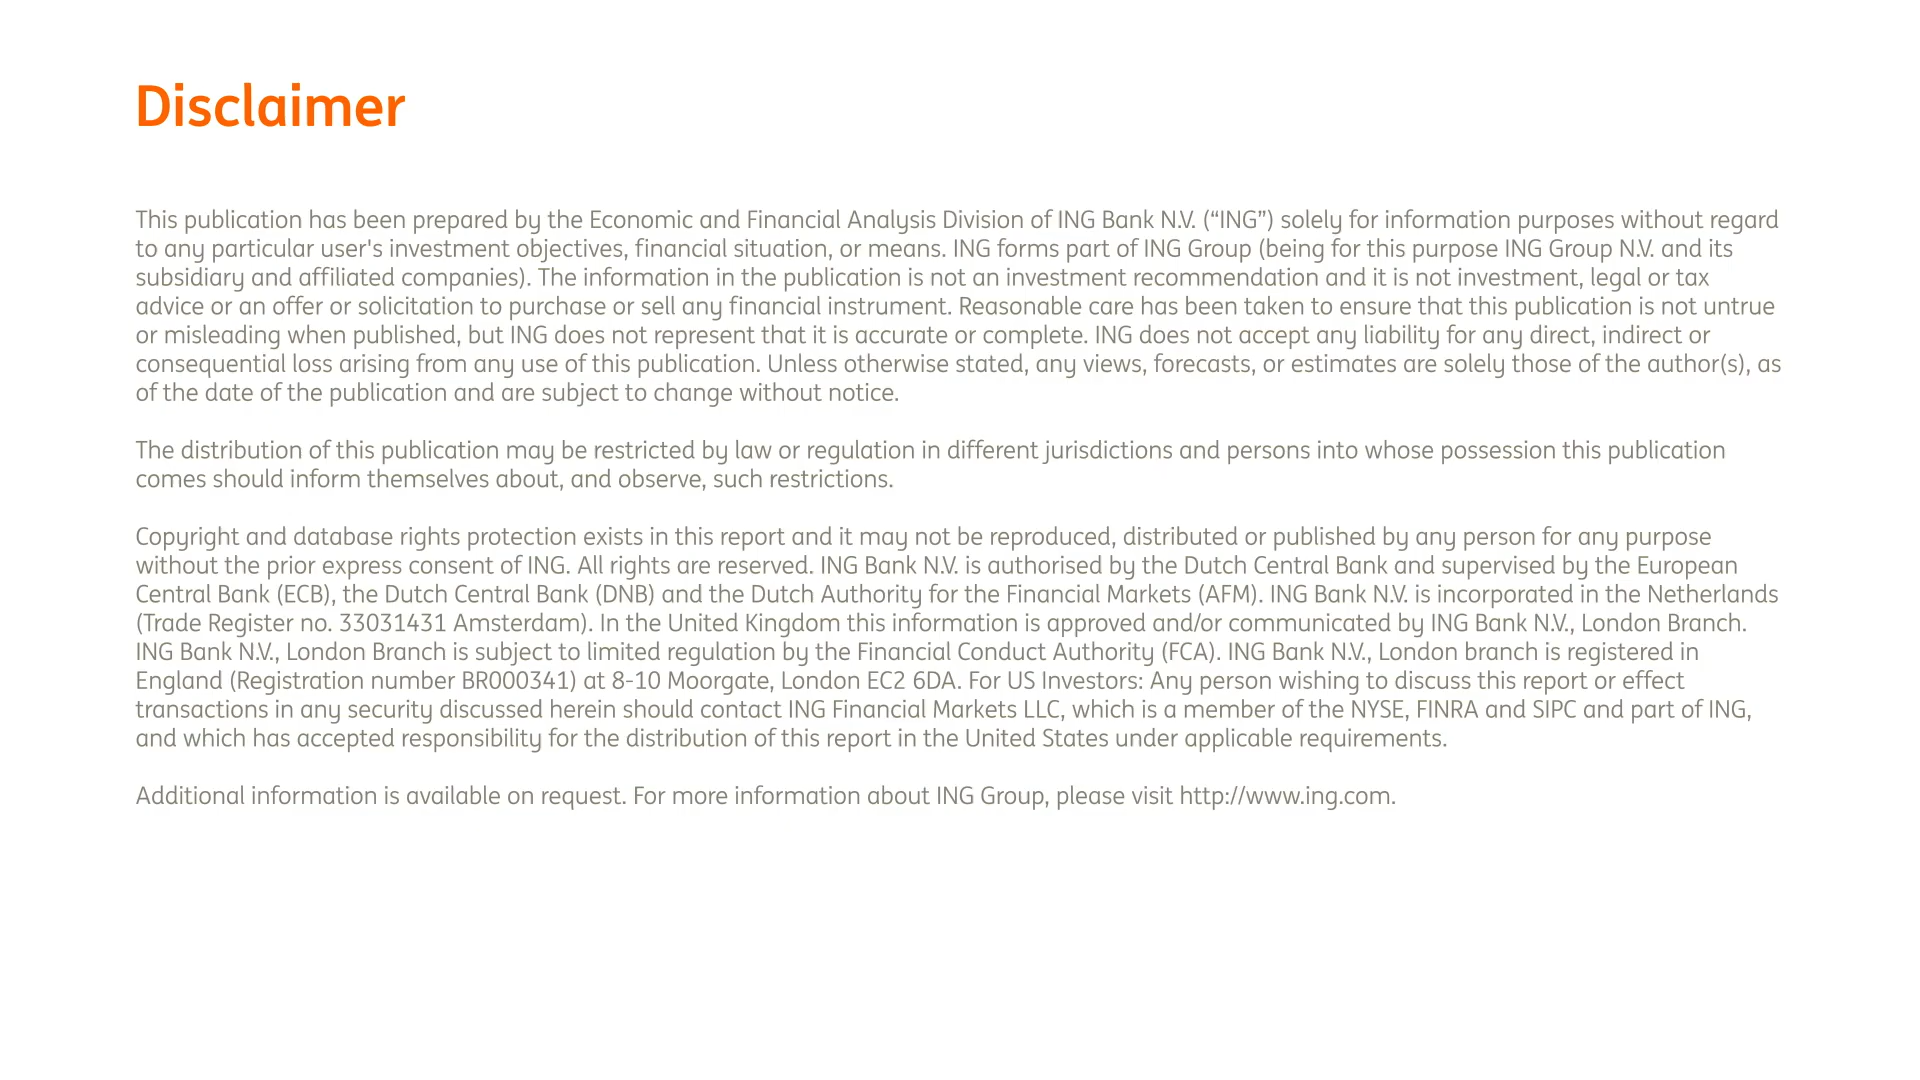 Disclaimer
This publication has been prepared by the Economic and Financial Analysis Division of ING Bank N.V. (“ING”) solely for information purposes without regard
to any particular user's investment objectives, financial situation, or means. ING forms part of ING Group (being for this purpose ING Group N.V. and its
subsidiary and affiliated companies). The information in the publication is not an investment recommendation and it is not investment, legal or tax
advice or an offer or solicitation to purchase or sell any financial instrument. Reasonable care has been taken to ensure that this publication is not untrue
or misleading when published, but ING does not represent that it is accurate or complete. ING does not accept any liability for any direct, indirect or
consequential loss arising from any use of this publication. Unless otherwise stated, any views, forecasts, or estimates are solely those of the author(s), as
of the date of the publication and are subject to change without notice.
The distribution of this publication may be restricted by law or regulation in different jurisdictions and persons into whose possession this publication
comes should inform themselves about, and observe, such restrictions.
Copyright and database rights protection exists in this report and it may not be reproduced, distributed or published by any person for any purpose
without the prior express consent of ING. All rights are reserved. ING Bank N.V. is authorised by the Dutch Central Bank and supervised by the European
Central Bank (ECB), the Dutch Central Bank (DNB) and the Dutch Authority for the Financial Markets (AFM). ING Bank N.V. is incorporated in the Netherlands
(Trade Register no. 33031431 Amsterdam). In the United Kingdom this information is approved and/or communicated by ING Bank N.V., London Branch.
ING Bank N.V., London Branch is subject to limited regulation by the Financial Conduct Authority (FCA). ING Bank N.V., London branch is registered in
England (Registration number BR000341) at 8-10 Moorgate, London EC2 6DA. For US Investors: Any person wishing to discuss this report or effect
transactions in any security discussed herein should contact ING Financial Markets LLC, which is a member of the NYSE, FINRA and SIPC and part of ING,
and which has accepted responsibility for the distribution of this report in the United States under applicable requirements.
Additional information is available on request. For more information about ING Group, please visit http://www.ing.com.